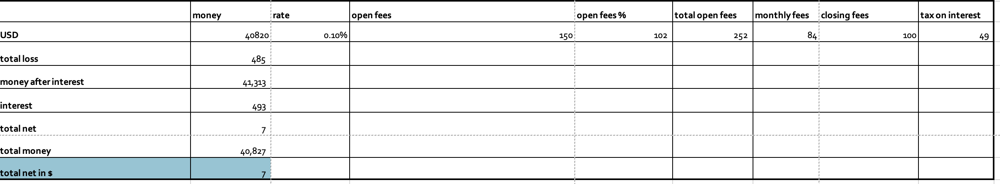 money rate open fees open fees % total open fees monthly fees closing fees tax on interest
USD 40820 0.10% 150 102 252 84 100 49
total loss 485
money after interest 41,313
interest 493
total net 7
total money 40,827
total net in $ 7